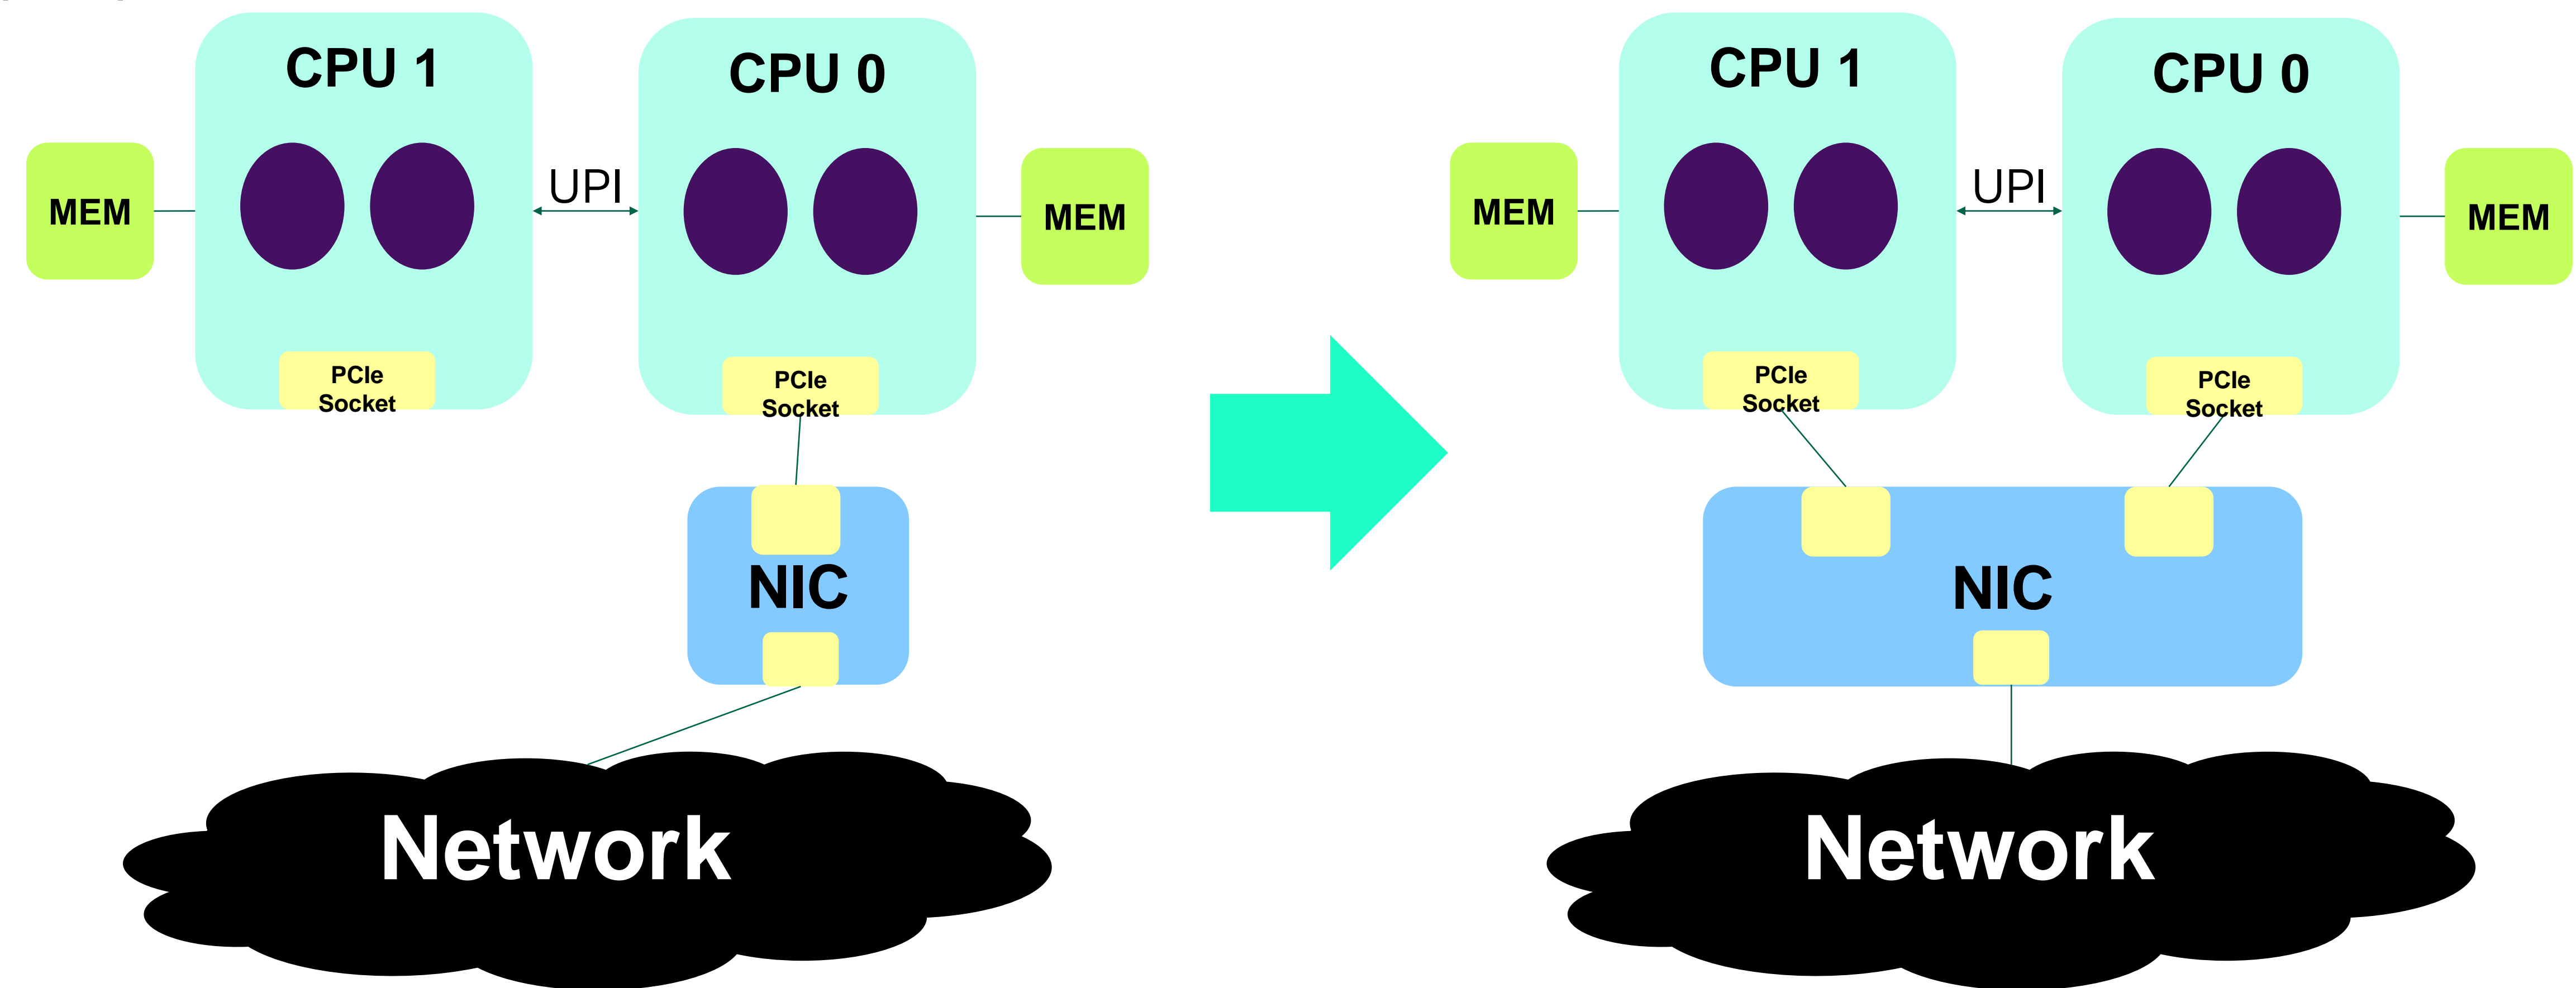 CPU 1
CPU 0
MEM
UPI
MEM
PCIe
Socket
PCIe
Socket
NIC
Network
CPU 1
CPU 0
MEM
UPI
MEM
PCIe
Socket
PCIe
Socket
NIC
Network